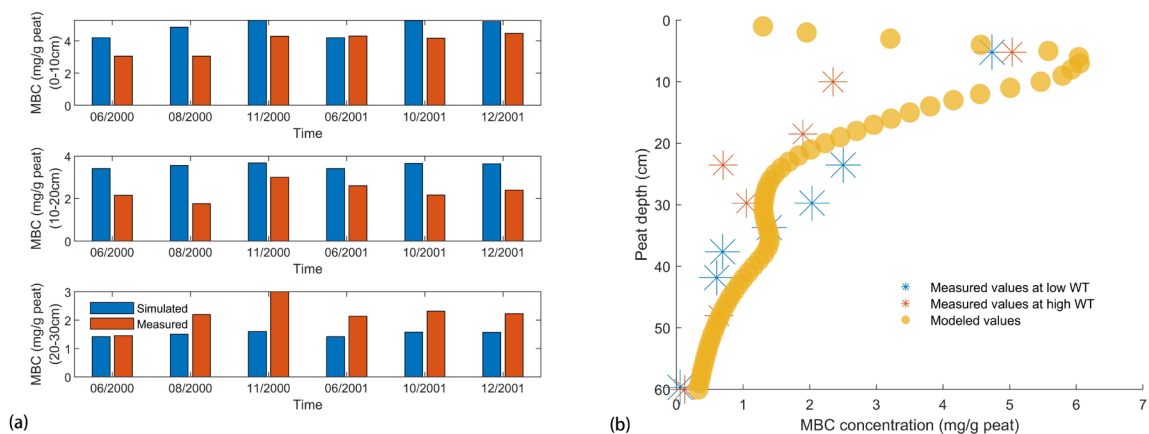 MBC (mg/g peat)
(0-10cm)
4
2
0
06/2000 08/2000 11/2000 06/2001 10/2001 12/2001
Time
MBC (mg/g peat)
(10-20cm)
4
2
0
06/2000 08/2000 11/2000 06/2001 10/2001 12/2001
Time
MBC (mg/g peat)
(20-30cm)
3
2
1
0
Simulated
Measured
06/2000 08/2000 11/2000 06/2001 10/2001 12/2001
Time
(a)
Peat depth (cm)
0
10
20
30
40
50
60
Measured values at low WT
Measured values at high WT
Modeled values
0 1 2 3 4 5 6 7
MBC concentration (mg/g peat)
(b)